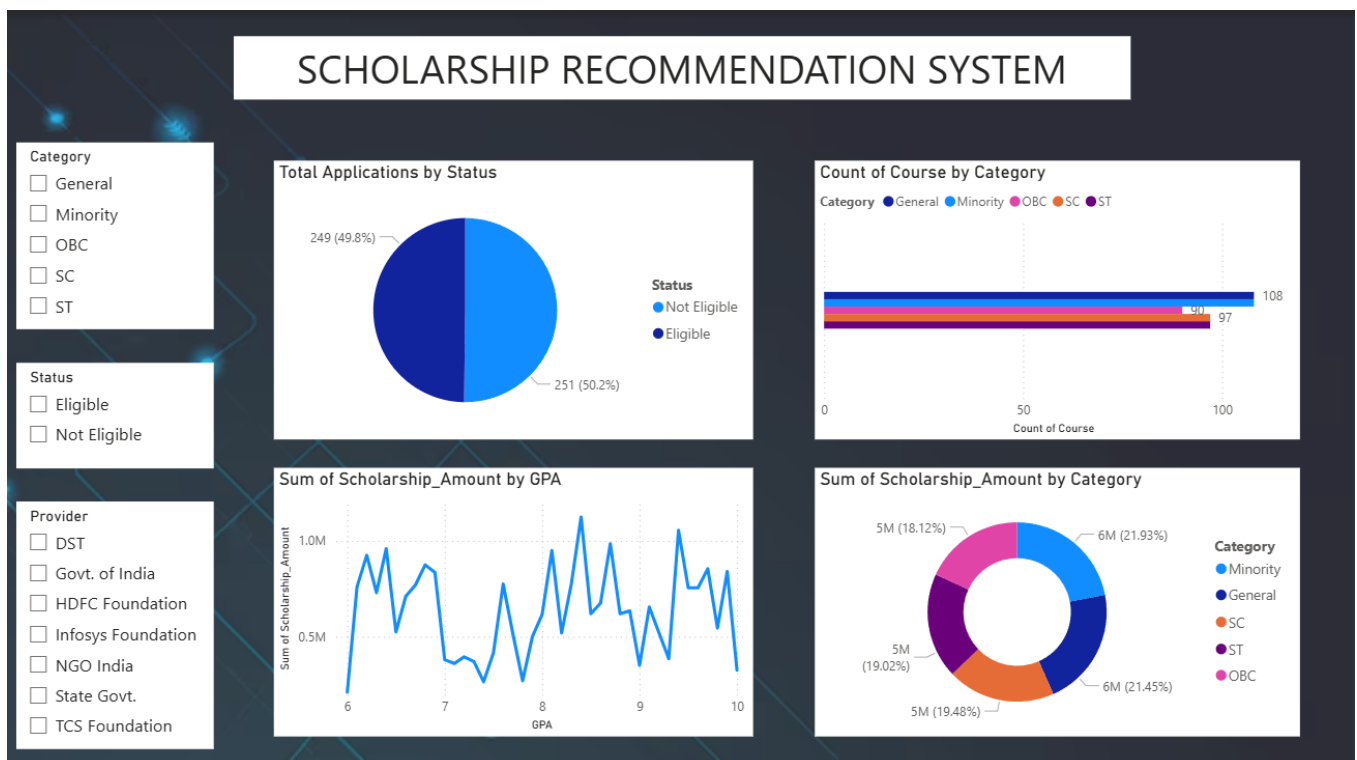 SCHOLARSHIP RECOMMENDATION SYSTEM
Category
General
Minority
OBC
SC
ST
Status
Eligible
Not Eligible
Provider
DST
Govt. of India
HDFC Foundation
Infosys Foundation
NGO India
State Govt.
TCS Foundation
Total Applications by Status
249 (49.8%)
251 (50.2%)
Status
Not Eligible
Eligible
Count of Course by Category
Category General Minority OBC SC ST
108
90
97
0 50 100
Count of Course
Sum of Scholarship_Amount by GPA
Sum of Scholarship_Amount
1.0M
0.5M
6 7 8 9 10
GPA
Sum of Scholarship_Amount by Category
5M (18.12%)
6M (21.93%)
5M
(19.02%)
5M (19.48%)
6M (21.45%)
Category
Minority
General
SC
ST
OBC